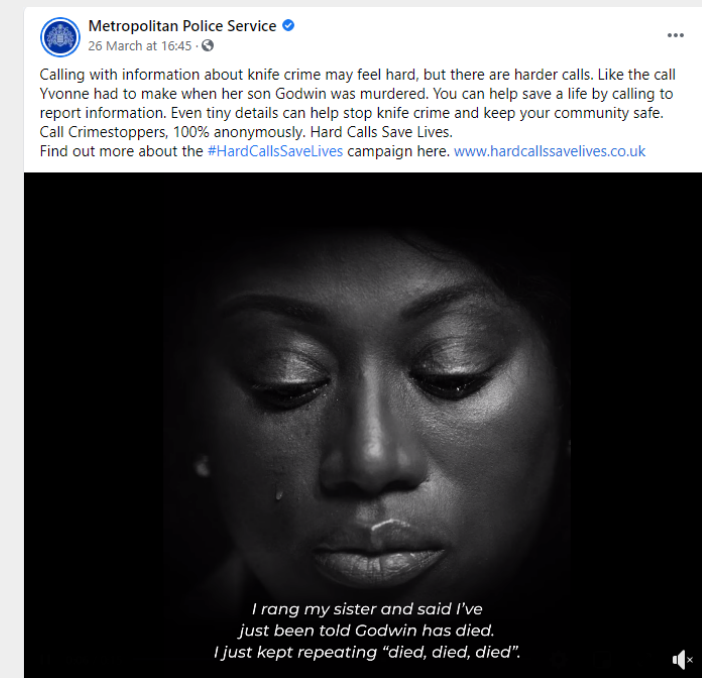 Metropolitan Police Service
26 March at 16:45 ·
Calling with information about knife crime may feel hard, but there are harder calls. Like the call
Yvonne had to make when her son Godwin was murdered. You can help save a life by calling to
report information. Even tiny details can help stop knife crime and keep your community safe.
Call Crimestoppers, 100% anonymously. Hard Calls Save Lives.
Find out more about the #HardCallsSaveLives campaign here. www.hardcallssavelives.co.uk
I rang my sister and said I've
just been told Godwin has died.
I just kept repeating “died, died, died”.